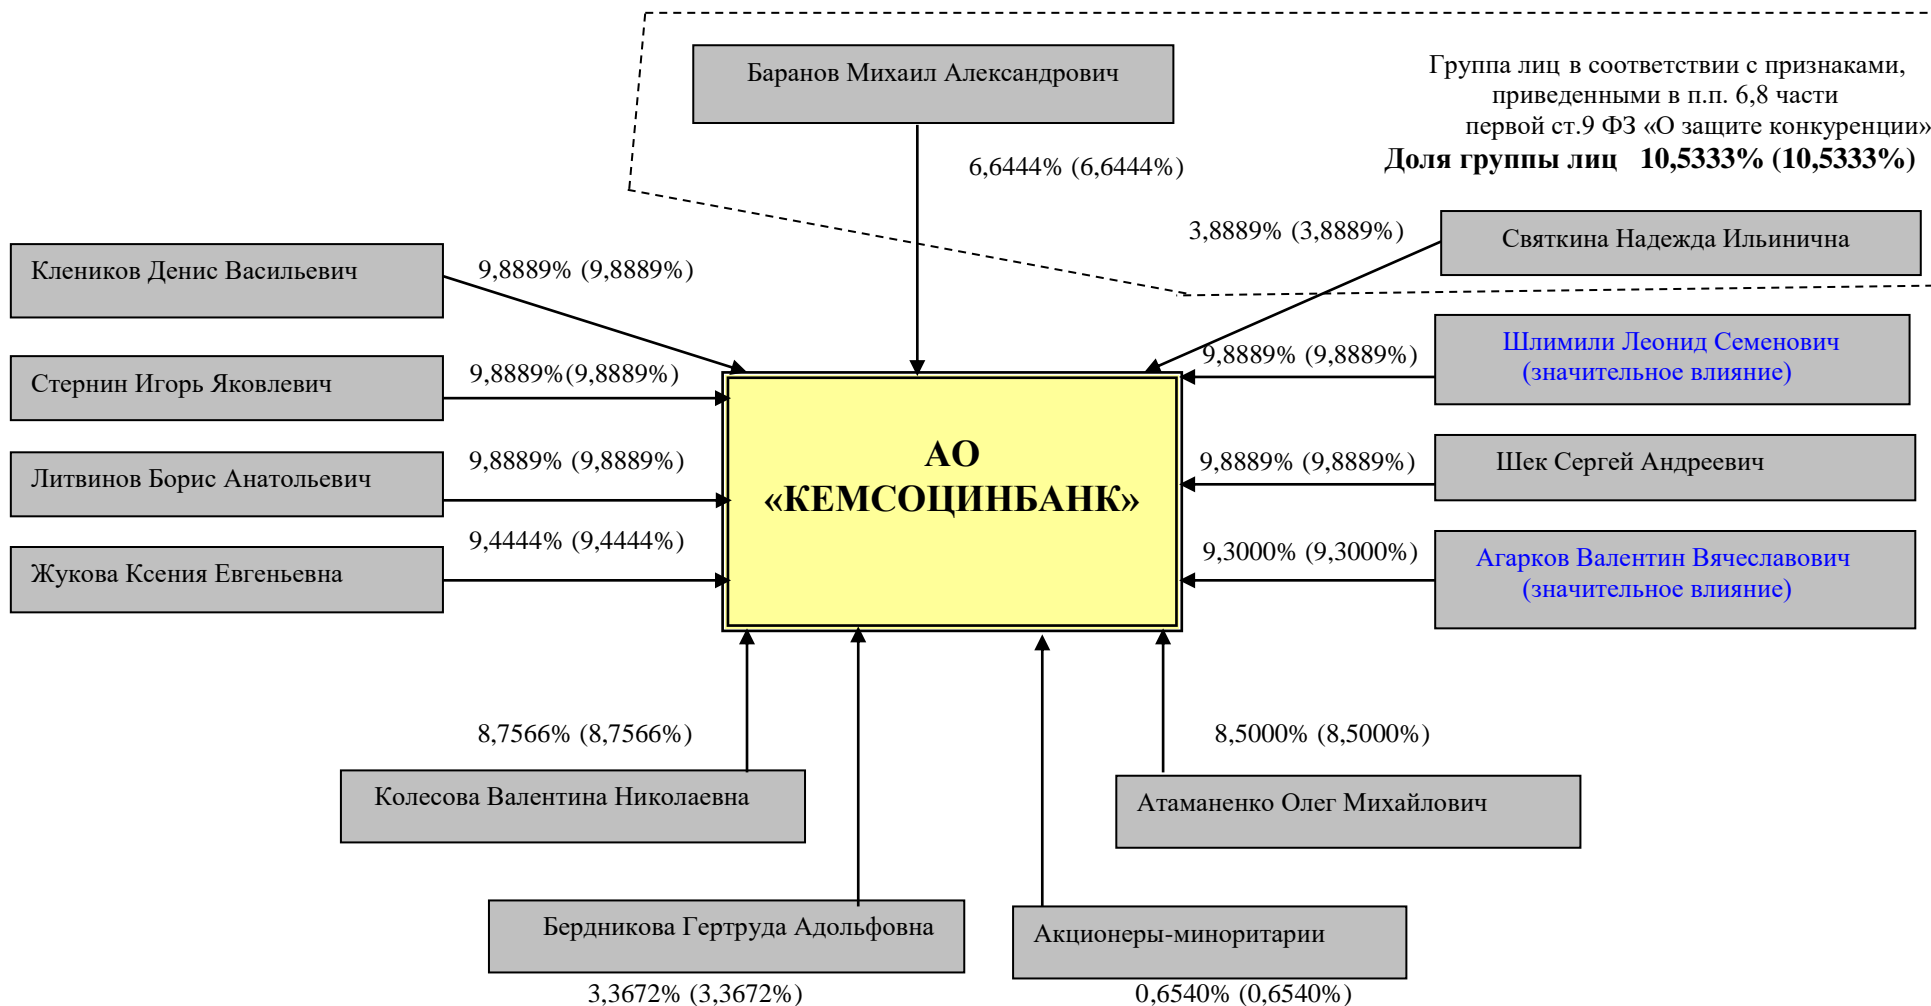 Баранов Михаил Александрович
Группа лиц в соответствии с признаками,
приведенными в п.п. 6,8 части
первой ст.9 ФЗ «О защите конкуренции»
Доля группы лиц 10,5333% (10,5333%)
6,6444% (6,6444%)
3,8889% (3,8889%)
Святкина Надежда Ильинична
Клеников Денис Васильевич
9,8889% (9,8889%)
Шлимили Леонид Семенович
(значительное влияние)
9,8889% (9,8889%)
Стернин Игорь Яковлевич
9,8889%(9,8889%)
АО
«КЕМСОЦИНБАНК»
Литвинов Борис Анатольевич
9,8889% (9,8889%)
9,8889% (9,8889%)
Шек Сергей Андреевич
Жукова Ксения Евгеньевна
9,4444% (9,4444%)
9,3000% (9,3000%)
Агарков Валентин Вячеславович
(значительное влияние)
8,7566% (8,7566%)
8,5000% (8,5000%)
Колесова Валентина Николаевна
Атаманенко Олег Михайлович
Бердникова Гертруда Адольфовна
Акционеры-миноритарии
3,3672% (3,3672%)
0,6540% (0,6540%)